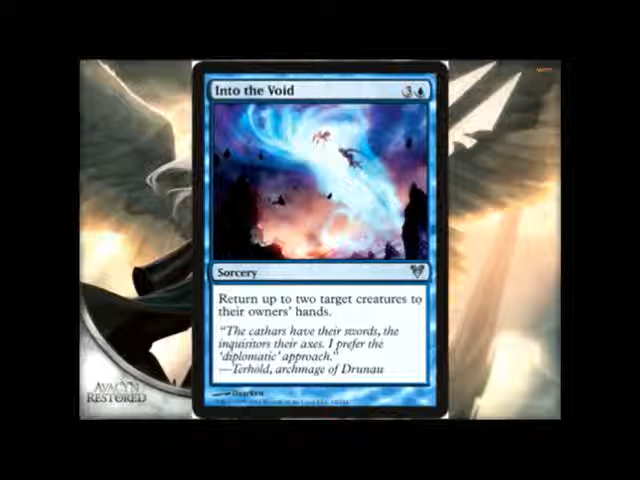 Into the Void 3
Sorcery
Return up to two target creatures to
their owners' hands.
"The cathars have their swords, the
inquisitors their axes. I prefer the
'diplomatic' approach."
—Terhold, archmage of Drunau
AVACYN
RESTORED